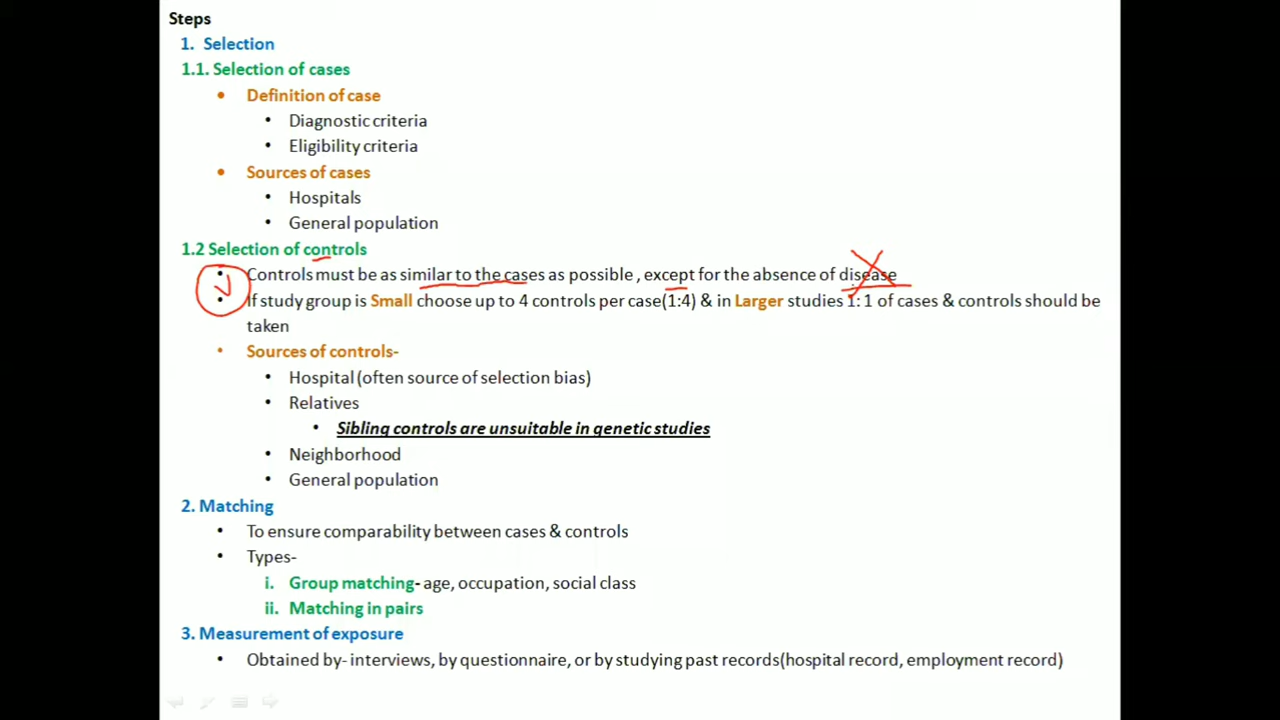 Steps
1. Selection
1.1. Selection of cases
• Definition of case
• Diagnostic criteria
• Eligibility criteria
• Sources of cases
• Hospitals
• General population
1.2 Selection of controls
• Controls must be as similar to the cases as possible , except for the absence of disease
• If study group is Small choose up to 4 controls per case(1:4) & in Larger studies 1: 1 of cases & controls should be
taken
• Sources of controls-
• Hospital (often source of selection bias)
• Relatives
• Sibling controls are unsuitable in genetic studies
• Neighborhood
• General population
2. Matching
• To ensure comparability between cases & controls
• Types-
i. Group matching- age, occupation, social class
ii. Matching in pairs
3. Measurement of exposure
• Obtained by- interviews, by questionnaire, or by studying past records(hospital record, employment record)